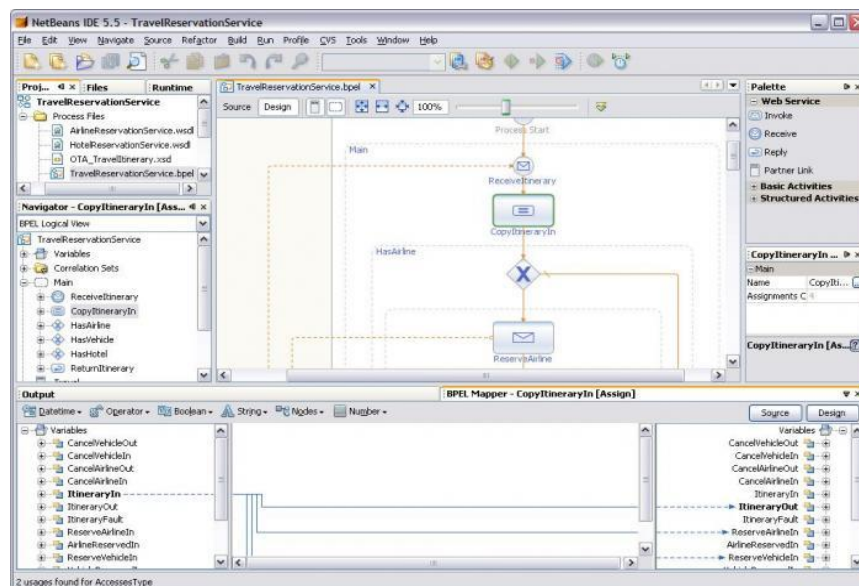 NetBeans IDE 5.5 - TravelReservationService
File Edit View Navigate Source Refactor Build Run Profile CVS Tools Window Help
Proj... Files Runtime
TravelReservationService
Process Files
AirlineReservationService.wsdl
HotelReservationService.wsdl
OTA_TravelItinerary.xsd
TravelReservationService.bpel
Navigator - CopyItineraryIn [Ass...
BPEL Logical View
TravelReservationService
Variables
Correlation Sets
Main
ReceiveItinerary
CopyItineraryIn
HasAirline
HasVehicle
HasHotel
ReturnItinerary
TravelReservationService.bpel
Source Design 100%
Process Start
Main
ReceiveItinerary
CopyItineraryIn
HasAirline
ReserveAirline
Palette
Web Service
Invoke
Receive
Reply
Partner Link
Basic Activities
Structured Activities
CopyItineraryIn ...
Main
Name CopyIti...
Assignments C 4
CopyItineraryIn [As...
Output
BPEL Mapper - CopyItineraryIn [Assign]
Datetime Operator Boolean String Nodes Number
Source Design
Variables
CancelVehicleOut
CancelVehicleIn
CancelAirlineOut
CancelAirlineIn
ItineraryIn
ItineraryOut
ItineraryFault
ReserveAirlineIn
AirlineReservedIn
ReserveVehicleIn
Variables
CancelVehicleOut
CancelVehicleIn
CancelAirlineOut
CancelAirlineIn
ItineraryIn
ItineraryOut
ItineraryFault
ReserveAirlineIn
AirlineReservedIn
ReserveVehicleIn
2 usages found for AccessesType